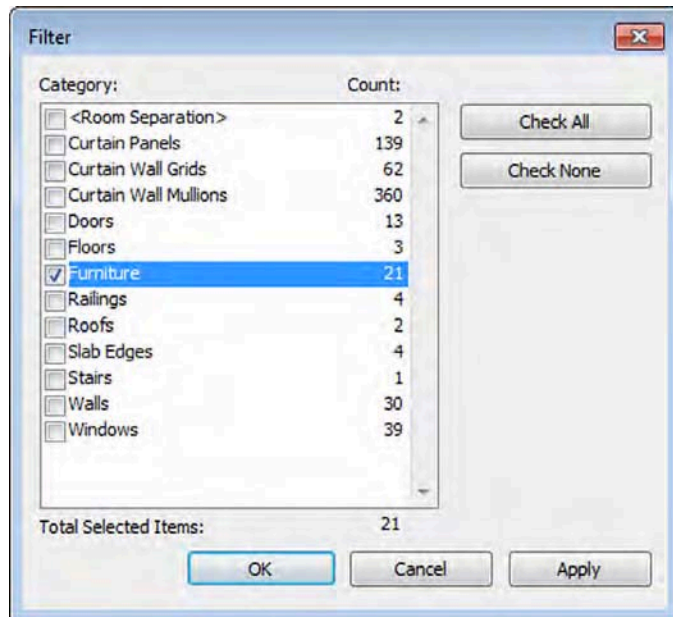 Filter
Category: Count:
<Room Separation> 2
Curtain Panels 139
Curtain Wall Grids 62
Curtain Wall Mullions 360
Doors 13
Floors 3
Furniture 21
Railings 4
Roofs 2
Slab Edges 4
Stairs 1
Walls 30
Windows 39
Check All
Check None
Total Selected Items: 21
OK Cancel Apply